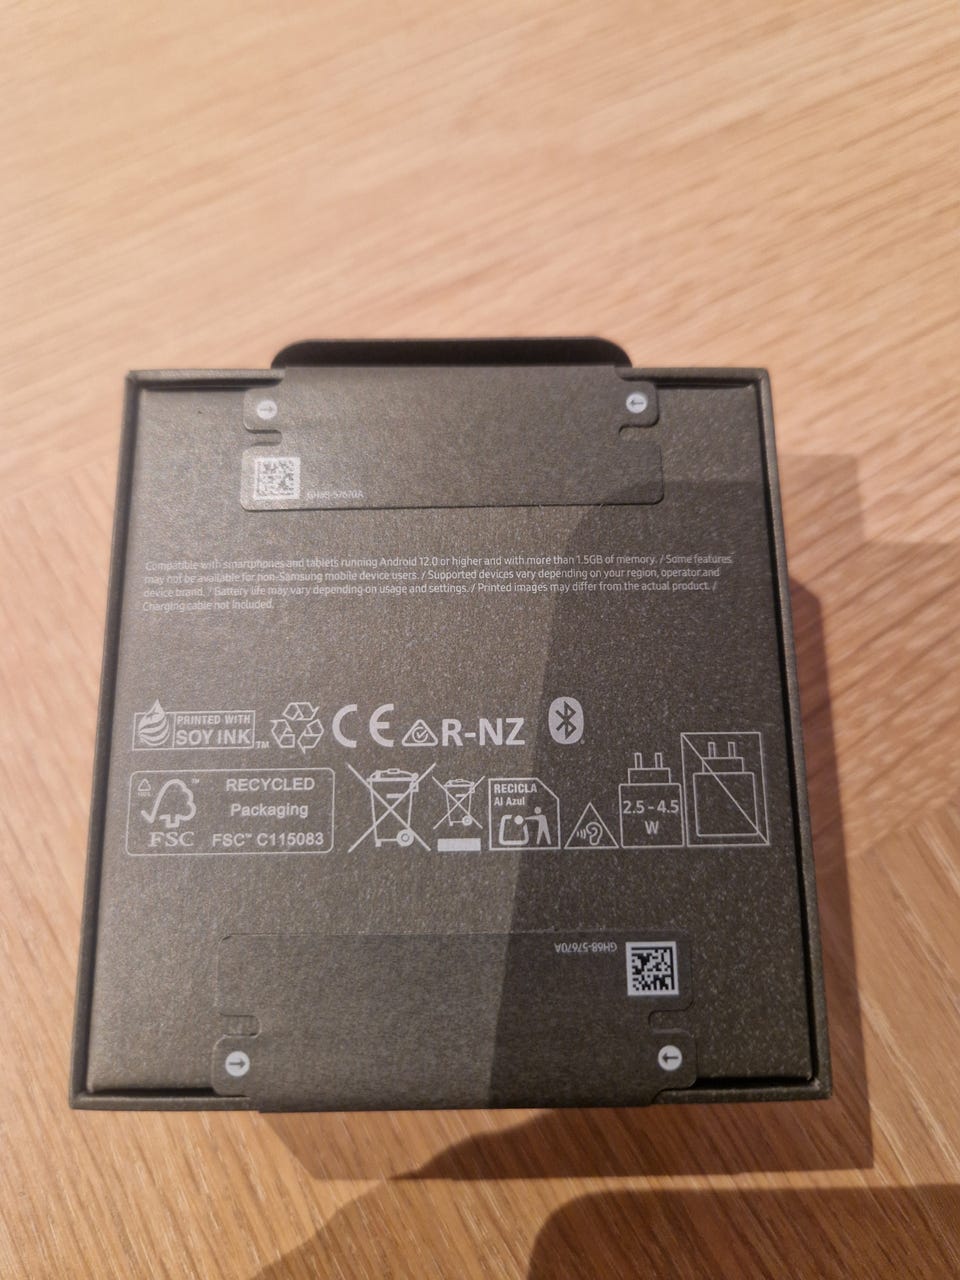 GH68-57670A
Compatible with smartphones and tablets running Android 12.0 or higher and with more than 1.5GB of memory. / Some features
may not be available for non-Samsung mobile device users. / Supported devices vary depending on your region, operator and
device brand. / Battery life may vary depending on usage and settings. / Printed images may differ from the actual product. /
Charging cable not Included.
PRINTED WITH
SOY INK™
CE
R-NZ
100%
™
FSC
RECYCLED
Packaging
FSC™ C115083
RECICLA
Al Azul
2.5 - 4.5
W
GH68-57670A